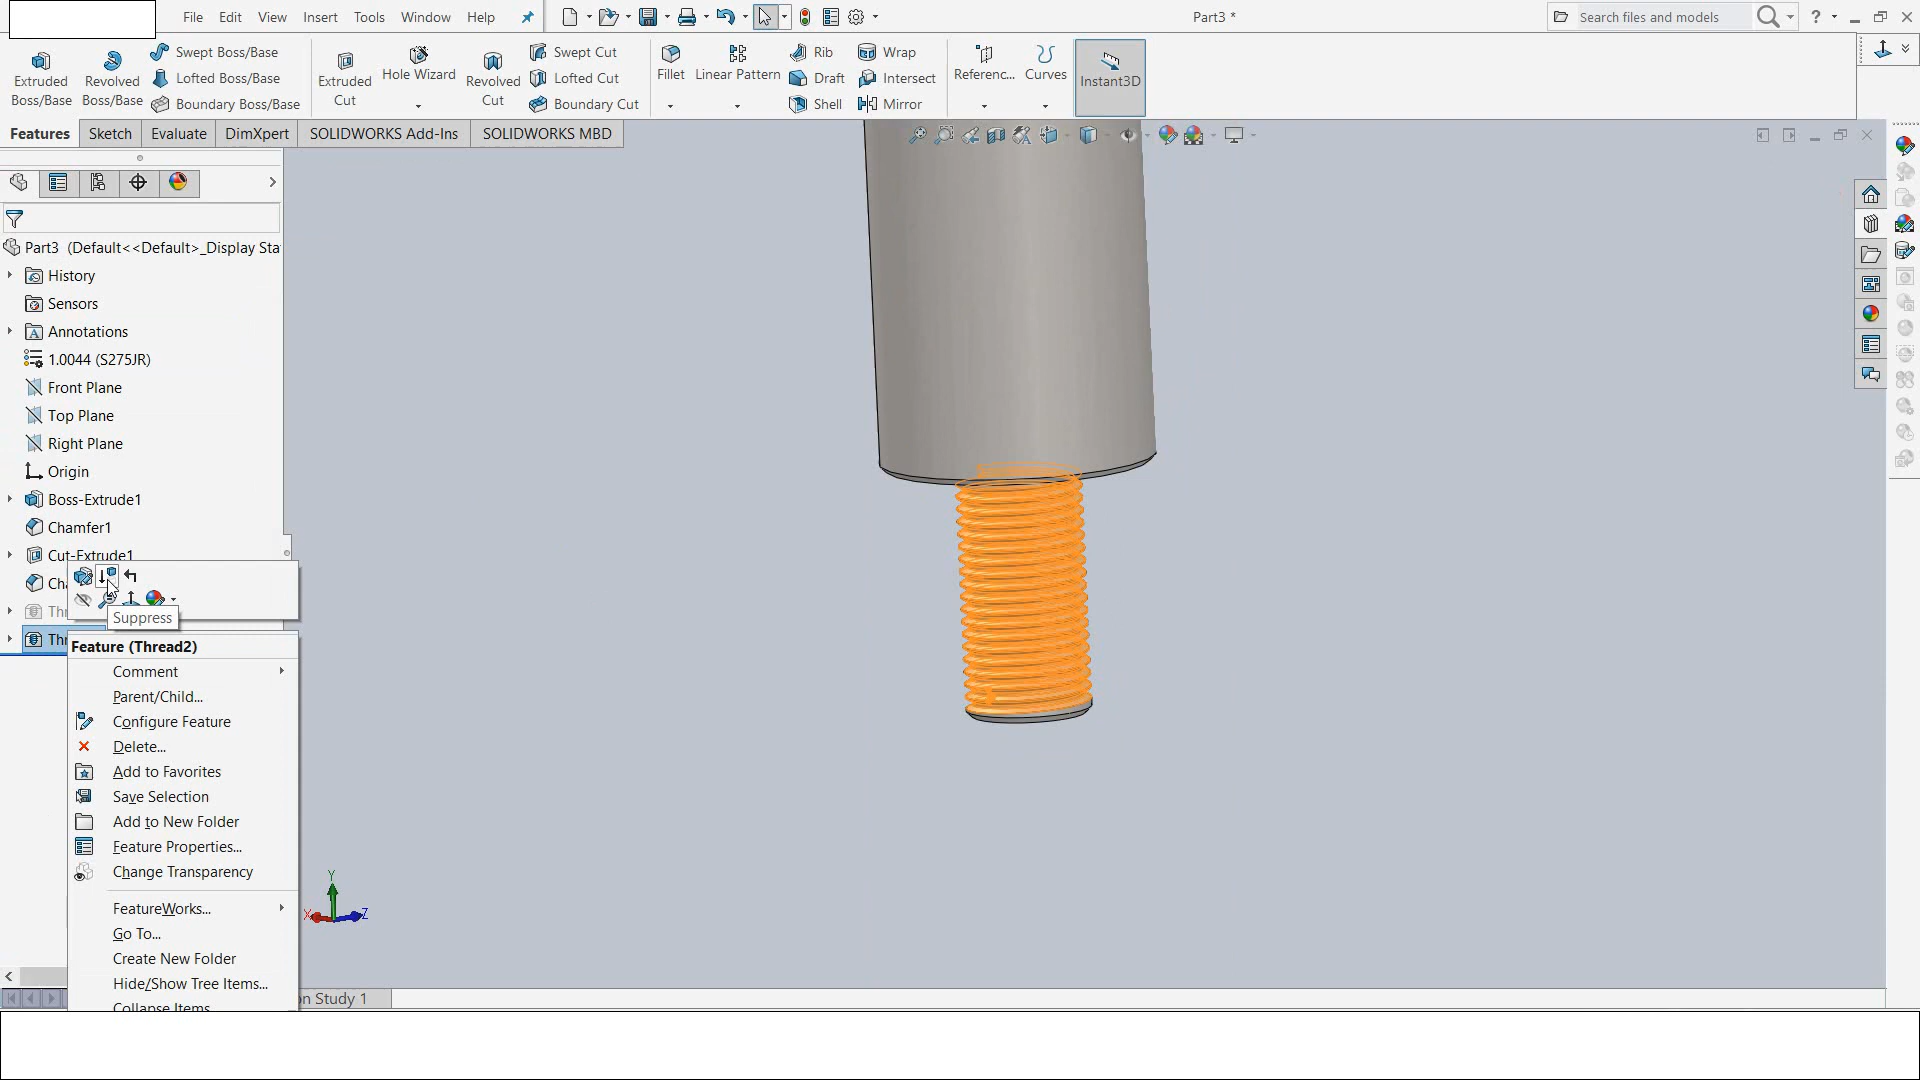 File Edit View Insert Tools Window Help
Part3 *
Search files and models
Extruded Boss/Base
Revolved Boss/Base
Swept Boss/Base
Lofted Boss/Base
Boundary Boss/Base
Extruded Cut
Hole Wizard
Revolved Cut
Swept Cut
Lofted Cut
Boundary Cut
Fillet
Linear Pattern
Rib
Draft
Shell
Wrap
Intersect
Mirror
Referenc...
Curves
Instant3D
Features Sketch Evaluate DimXpert SOLIDWORKS Add-Ins SOLIDWORKS MBD
Part3 (Default<<Default>_Display Sta
History
Sensors
Annotations
1.0044 (S275JR)
Front Plane
Top Plane
Right Plane
Origin
Boss-Extrude1
Chamfer1
Cut-Extrude1
Cha
Thr
Thr
Suppress
Feature (Thread2)
Comment
Parent/Child...
Configure Feature
Delete...
Add to Favorites
Save Selection
Add to New Folder
Feature Properties...
Change Transparency
FeatureWorks...
Go To...
Create New Folder
Hide/Show Tree Items...
Collapse Items
on Study 1
Y
X
Z